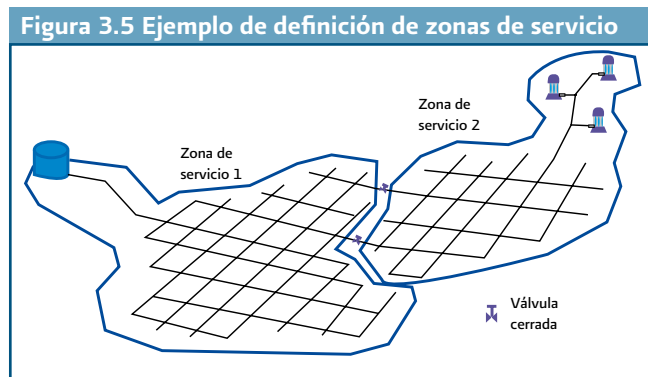 Figura 3.5 Ejemplo de definición de zonas de servicio
Zona de
servicio 2
Zona de
servicio 1
Válvula
cerrada